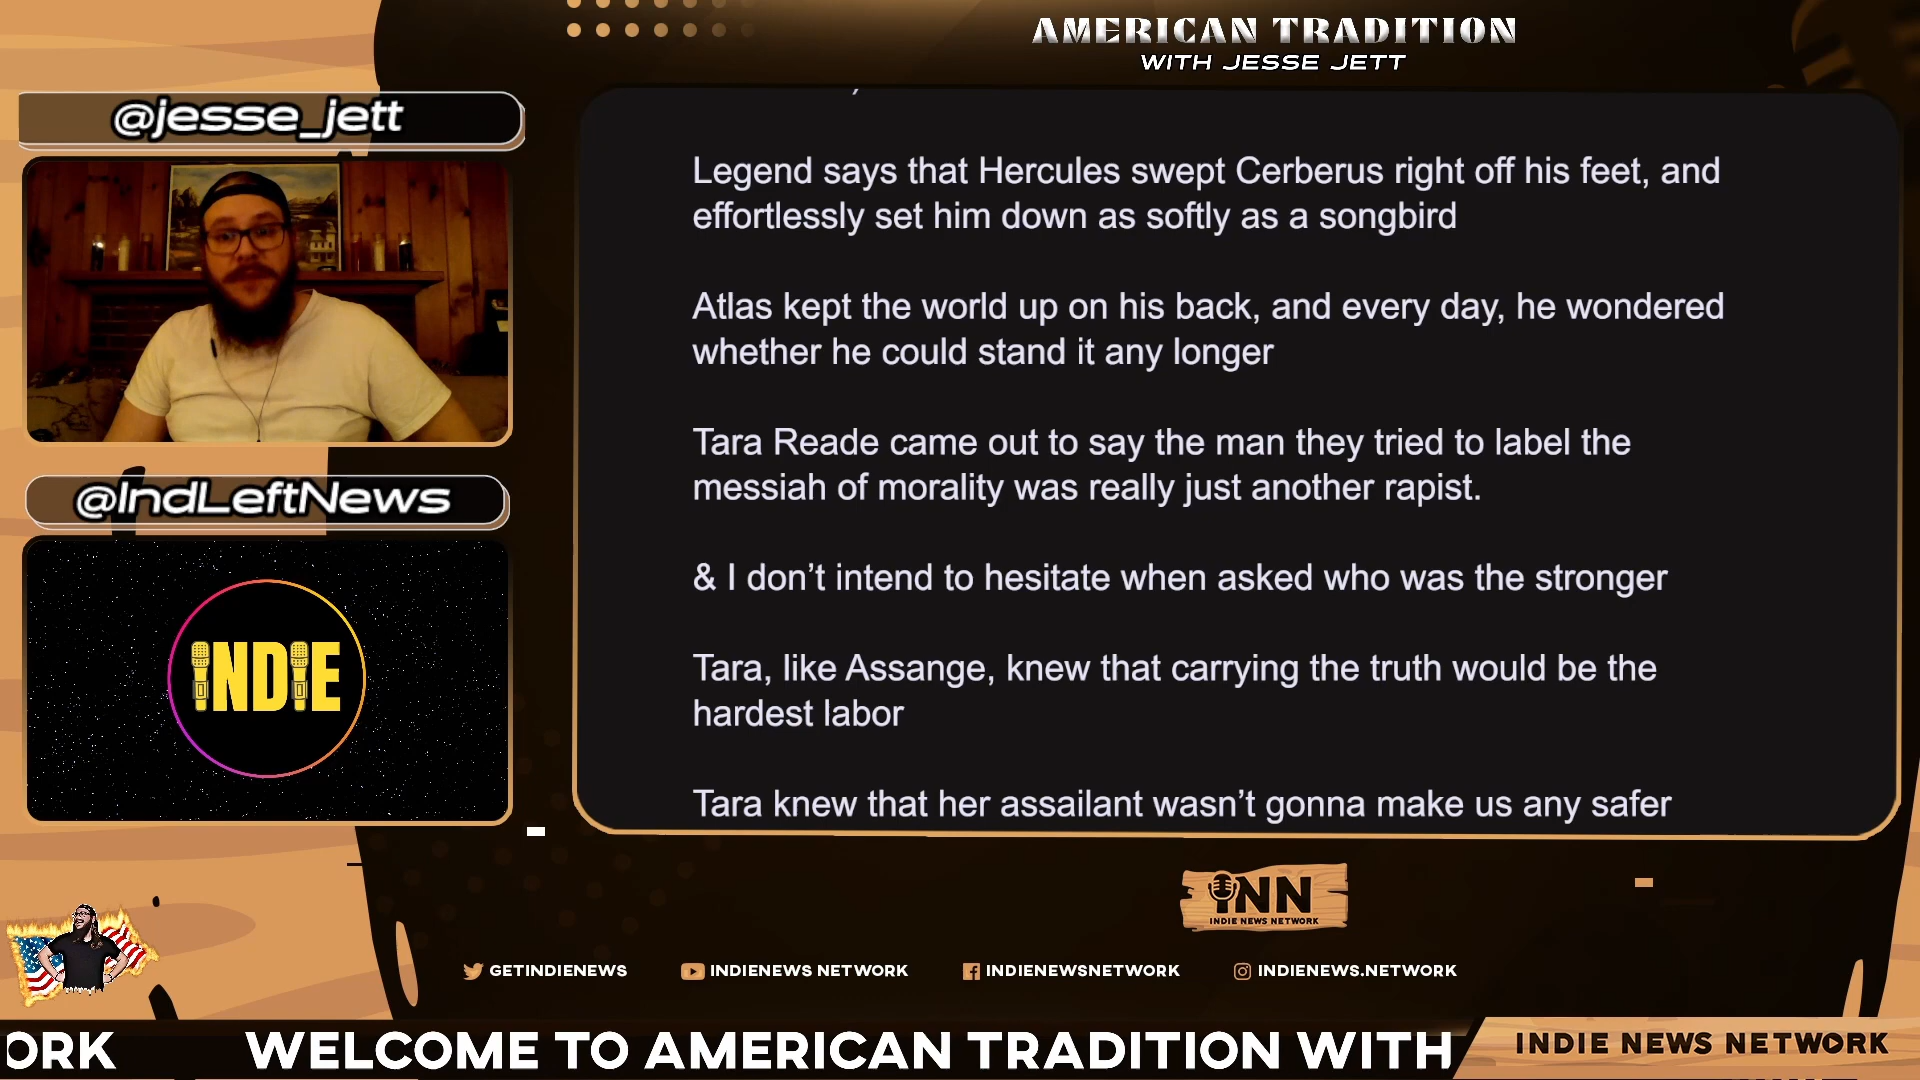 AMERICAN TRADITION
WITH JESSE JETT
@jesse_jett
Legend says that Hercules swept Cerberus right off his feet, and
effortlessly set him down as softly as a songbird
Atlas kept the world up on his back, and every day, he wondered
whether he could stand it any longer
Tara Reade came out to say the man they tried to label the
messiah of morality was really just another rapist.
& I don’t intend to hesitate when asked who was the stronger
Tara, like Assange, knew that carrying the truth would be the
hardest labor
Tara knew that her assailant wasn’t gonna make us any safer
@IndLeftNews
INDIE
INN
INDIE NEWS NETWORK
GETINDIENEWS
INDIENEWS NETWORK
INDIENEWSNETWORK
INDIENEWS.NETWORK
ORK WELCOME TO AMERICAN TRADITION WITH
INDIE NEWS NETWORK